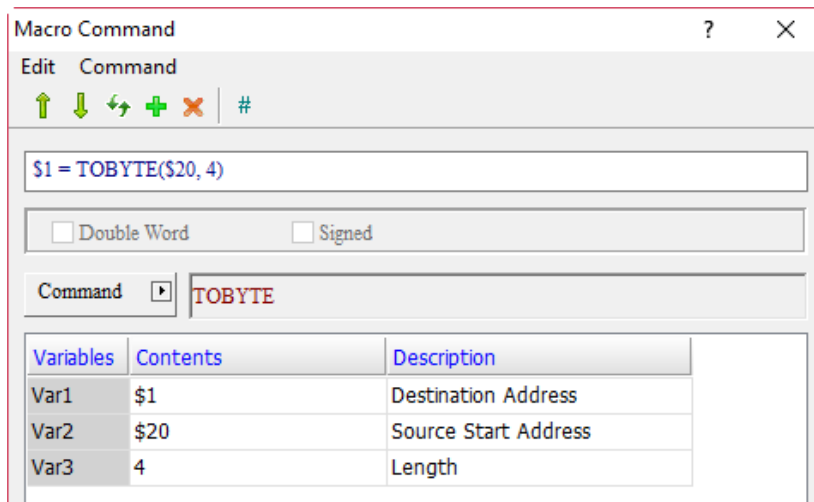 Macro Command ?
Edit Command
#
$1 = TOBYTE($20, 4)
Double Word Signed
Command TOBYTE
Variables Contents Description
Var1 $1 Destination Address
Var2 $20 Source Start Address
Var3 4 Length